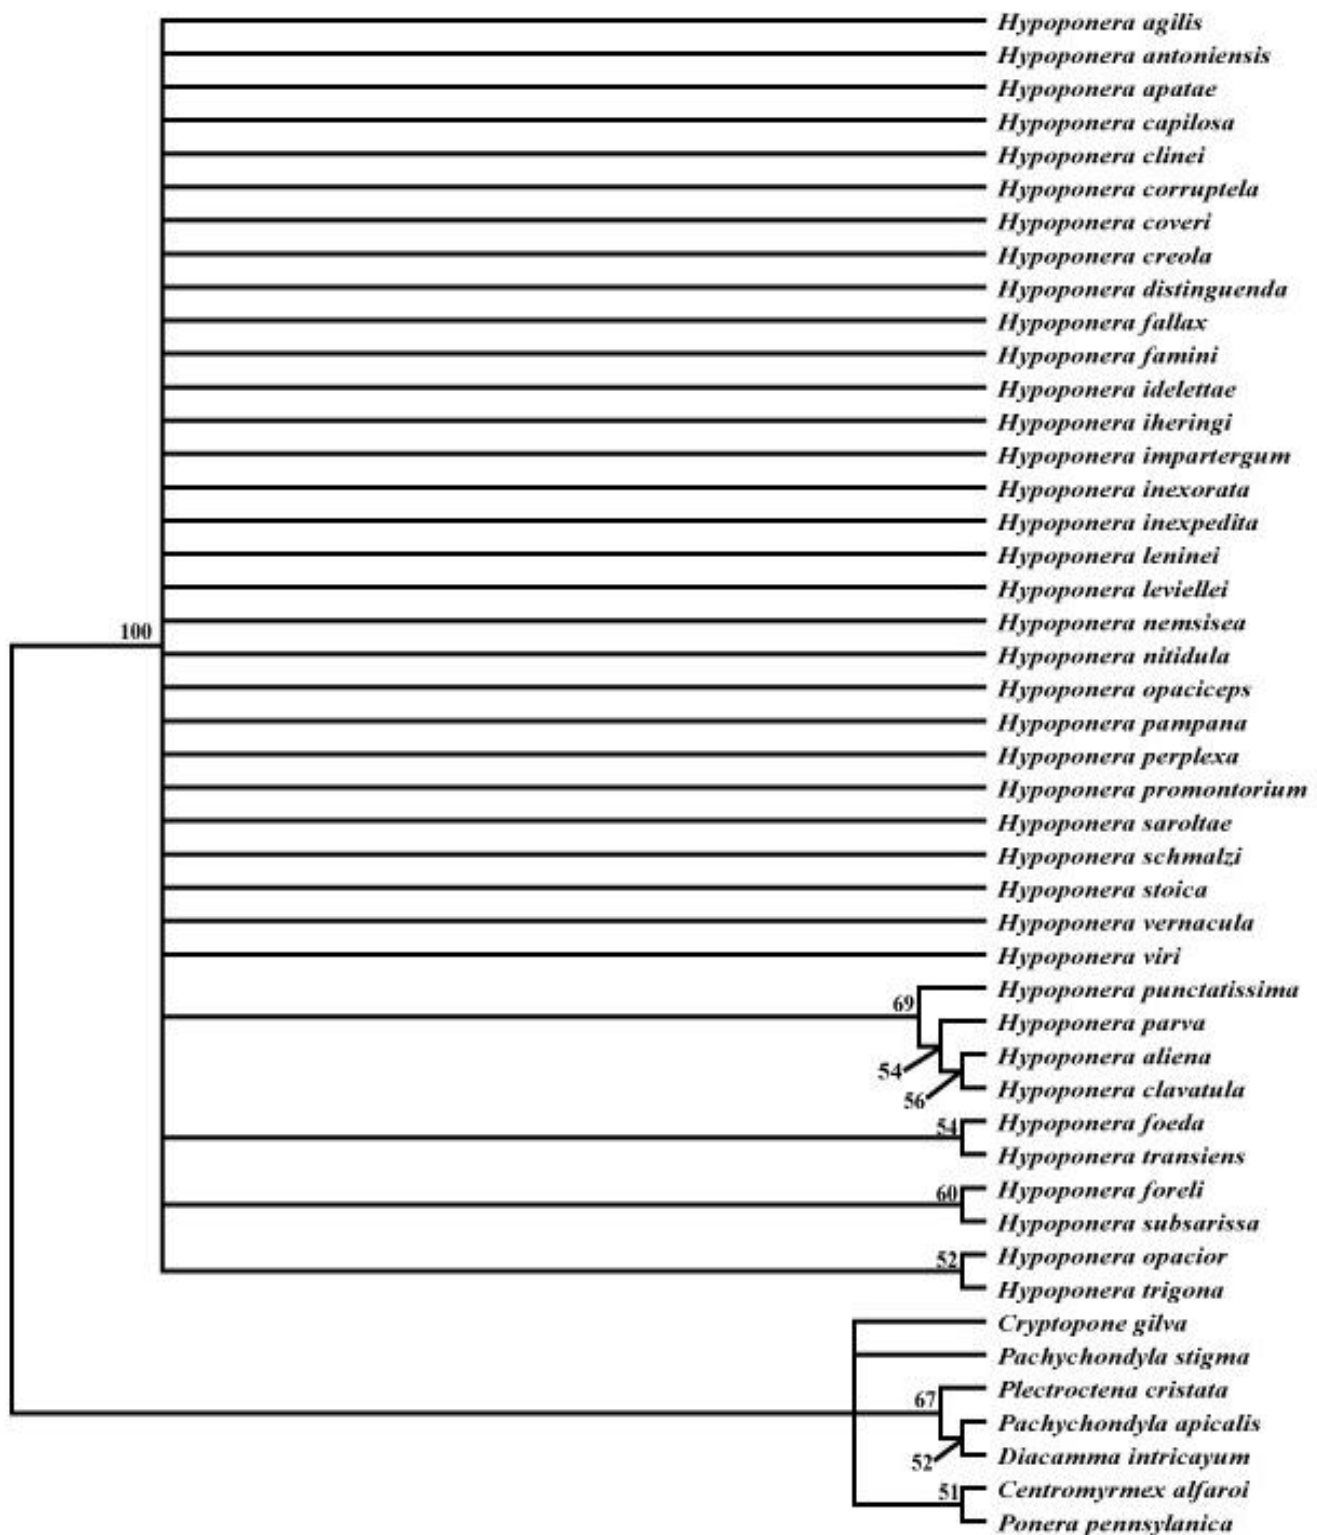 Hypoponera agilis
Hypoponera antoniensis
Hypoponera apatae
Hypoponera capilosa
Hypoponera clinei
Hypoponera corruptela
Hypoponera coveri
Hypoponera creola
Hypoponera distinguenda
Hypoponera fallax
Hypoponera famini
Hypoponera idelettae
Hypoponera iheringi
Hypoponera impartergum
Hypoponera inexorata
Hypoponera inexpedita
Hypoponera leninei
Hypoponera leviellei
Hypoponera nemsisea
100
Hypoponera nitidula
Hypoponera opaciceps
Hypoponera pampana
Hypoponera perplexa
Hypoponera promontorium
Hypoponera saroltae
Hypoponera schmalzi
Hypoponera stoica
Hypoponera vernacula
Hypoponera viri
Hypoponera punctatissima
69
Hypoponera parva
Hypoponera aliena
54
Hypoponera clavatula
56
Hypoponera foeda
54
Hypoponera transiens
Hypoponera foreli
60
Hypoponera subsarissa
Hypoponera opacior
52
Hypoponera trigona
Cryptopone gilva
Pachychondyla stigma
Plectroctena cristata
67
Pachychondyla apicalis
Diacamma intricayum
52
Centromyrmex alfaroi
51
Ponera pennsylanica